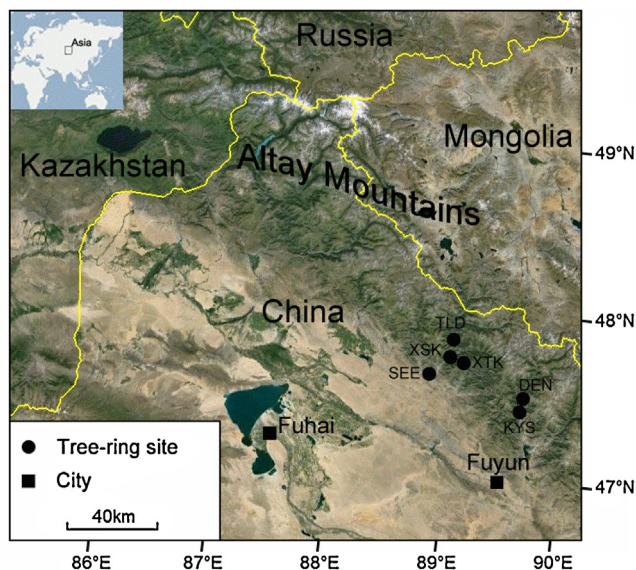 Asia
Russia
Mongolia
Kazakhstan
Altay Mountains
49°N
China
48°N
TLD
XSK
XTK
SEE
DEN
KYS
Fuhai
Fuyun
47°N
Tree-ring site
City
40km
86°E
87°E
88°E
89°E
90°E